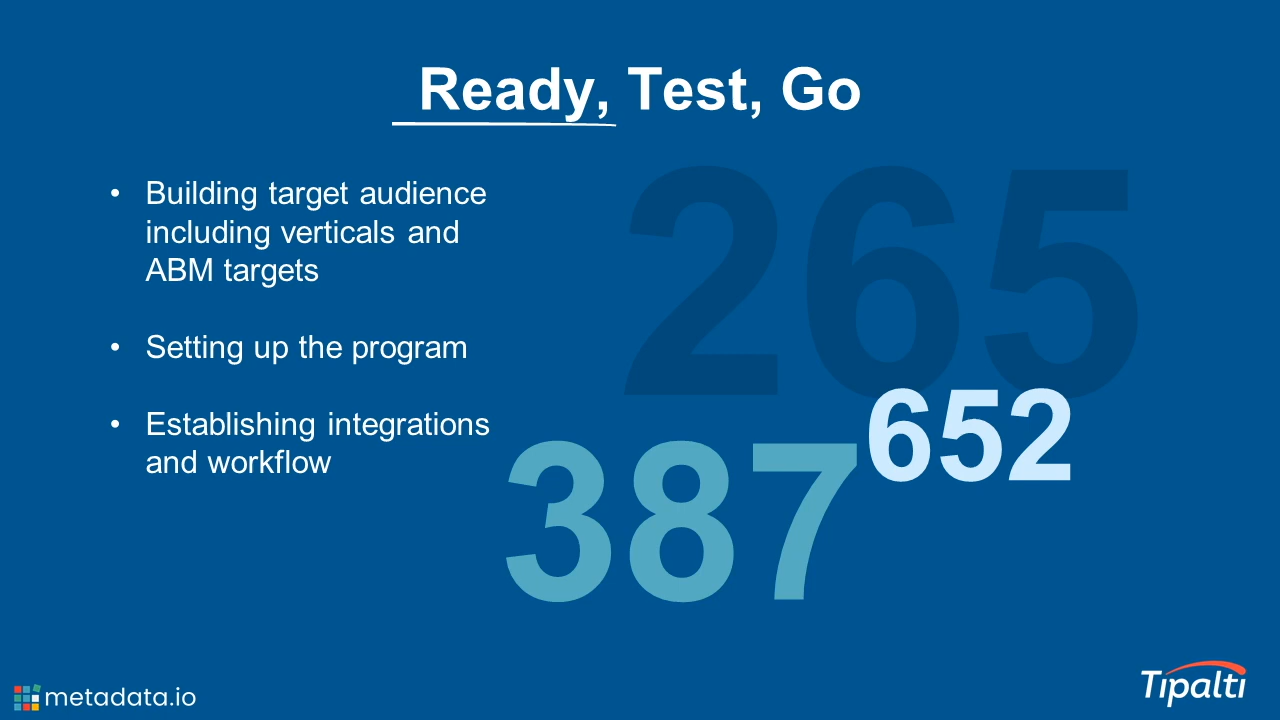 Ready, Test, Go
• Building target audience
including verticals and
ABM targets
• Setting up the program
• Establishing integrations
and workflow
265
652
387
metadata.io
Tipalti